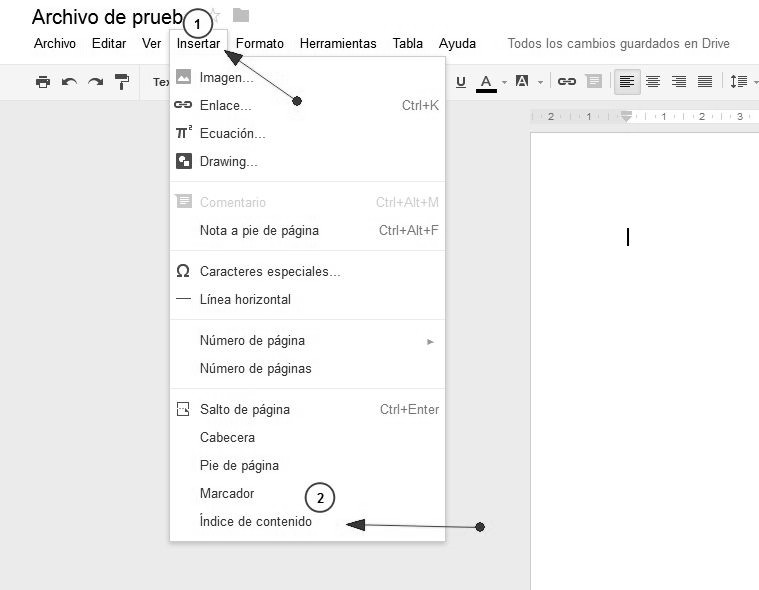 Archivo de prueb
1
Archivo Editar Ver Insertar Formato Herramientas Tabla Ayuda Todos los cambios guardados en Drive
Tex U A A
2 1 1 2 3
Imagen...
Enlace... Ctrl+K
π² Ecuación...
Drawing...
Comentario Ctrl+Alt+M
Nota a pie de página Ctrl+Alt+F
Ω Caracteres especiales...
Línea horizontal
Número de página
Número de páginas
Salto de página Ctrl+Enter
Cabecera
Pie de página
Marcador
2
Índice de contenido